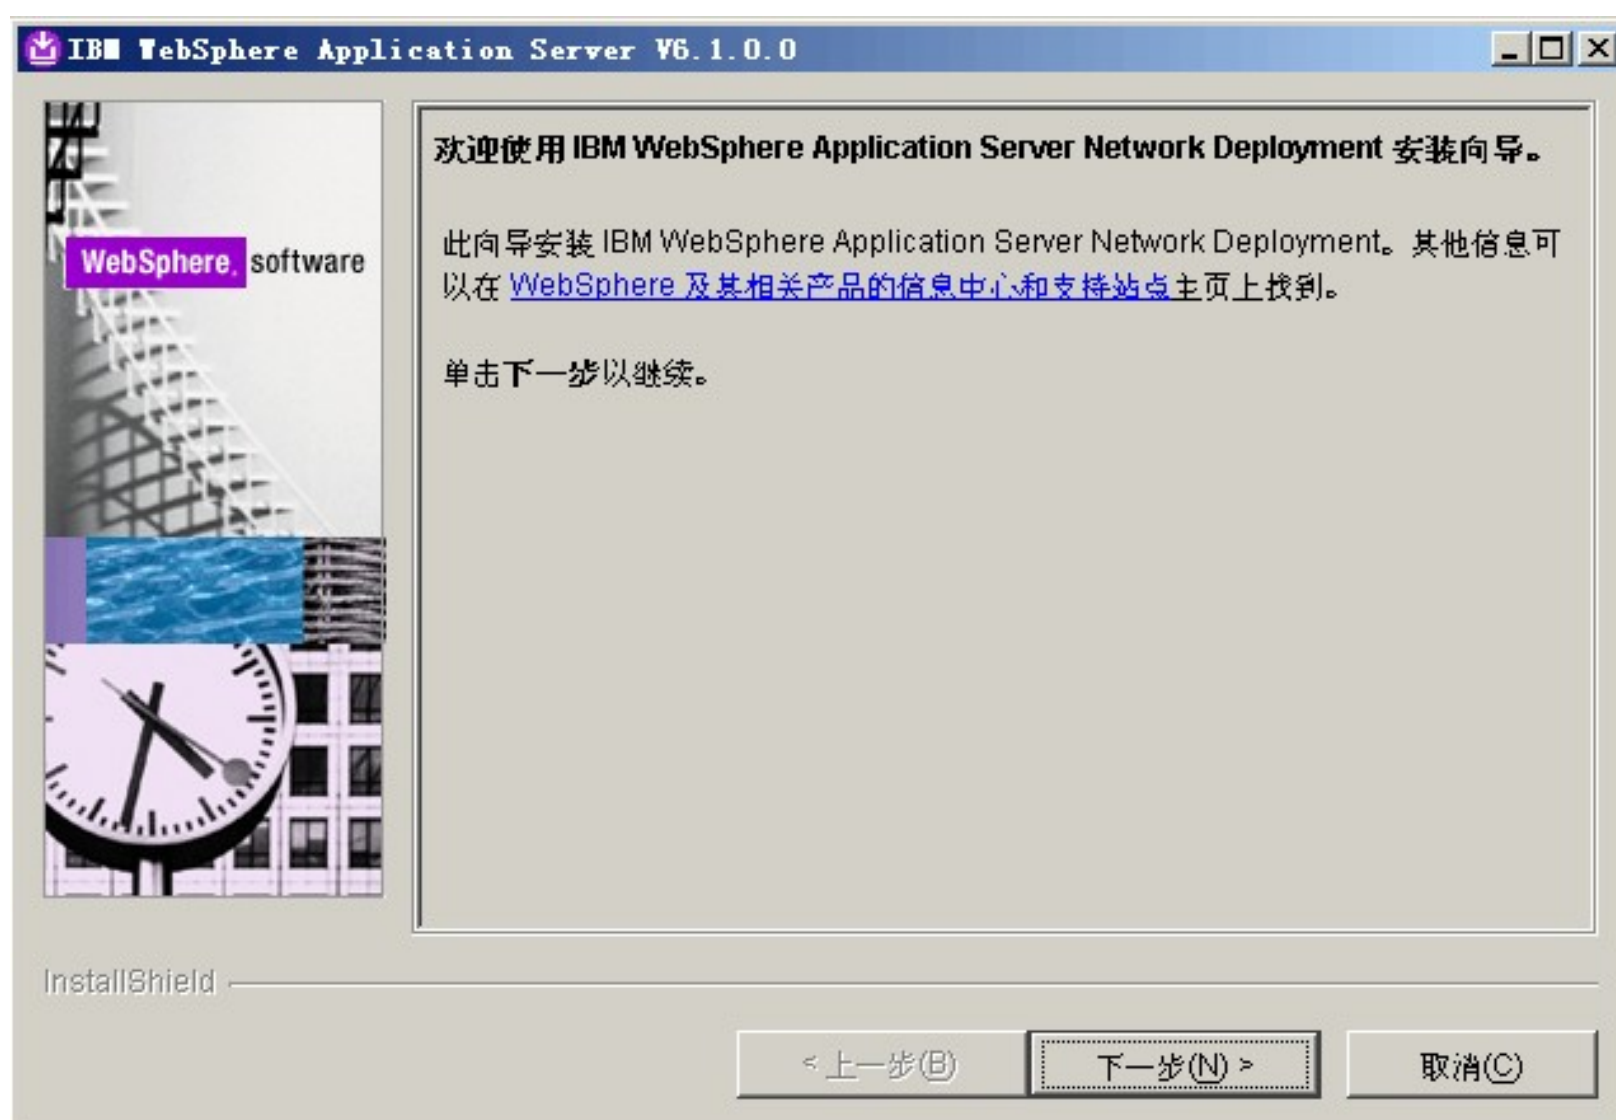 IBM WebSphere Application Server V6.1.0.0
WebSphere. software
欢迎使用 IBM WebSphere Application Server Network Deployment 安装向导。
此向导安装 IBM WebSphere Application Server Network Deployment。其他信息可
以在 WebSphere 及其相关产品的信息中心和支持站点主页上找到。
单击下一步以继续。
InstallShield
< 上一步(B)
下一步(N) >
取消(C)